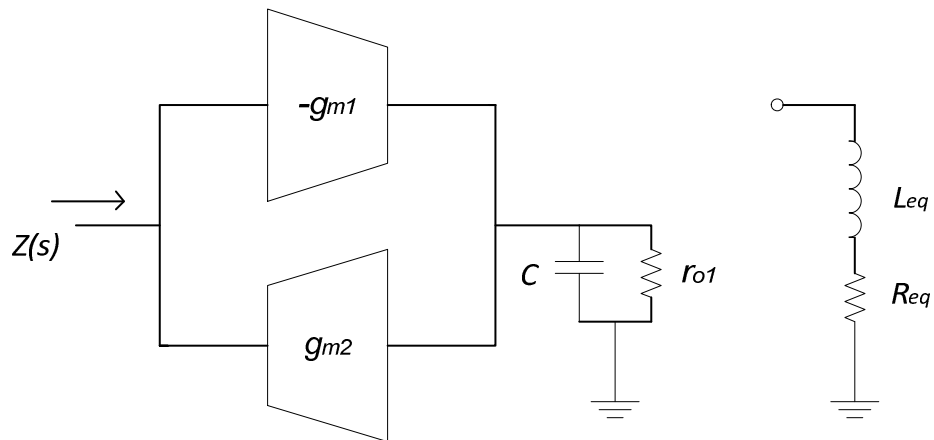 -gm1
Z(s)
gm2
C
ro1
Leq
Req